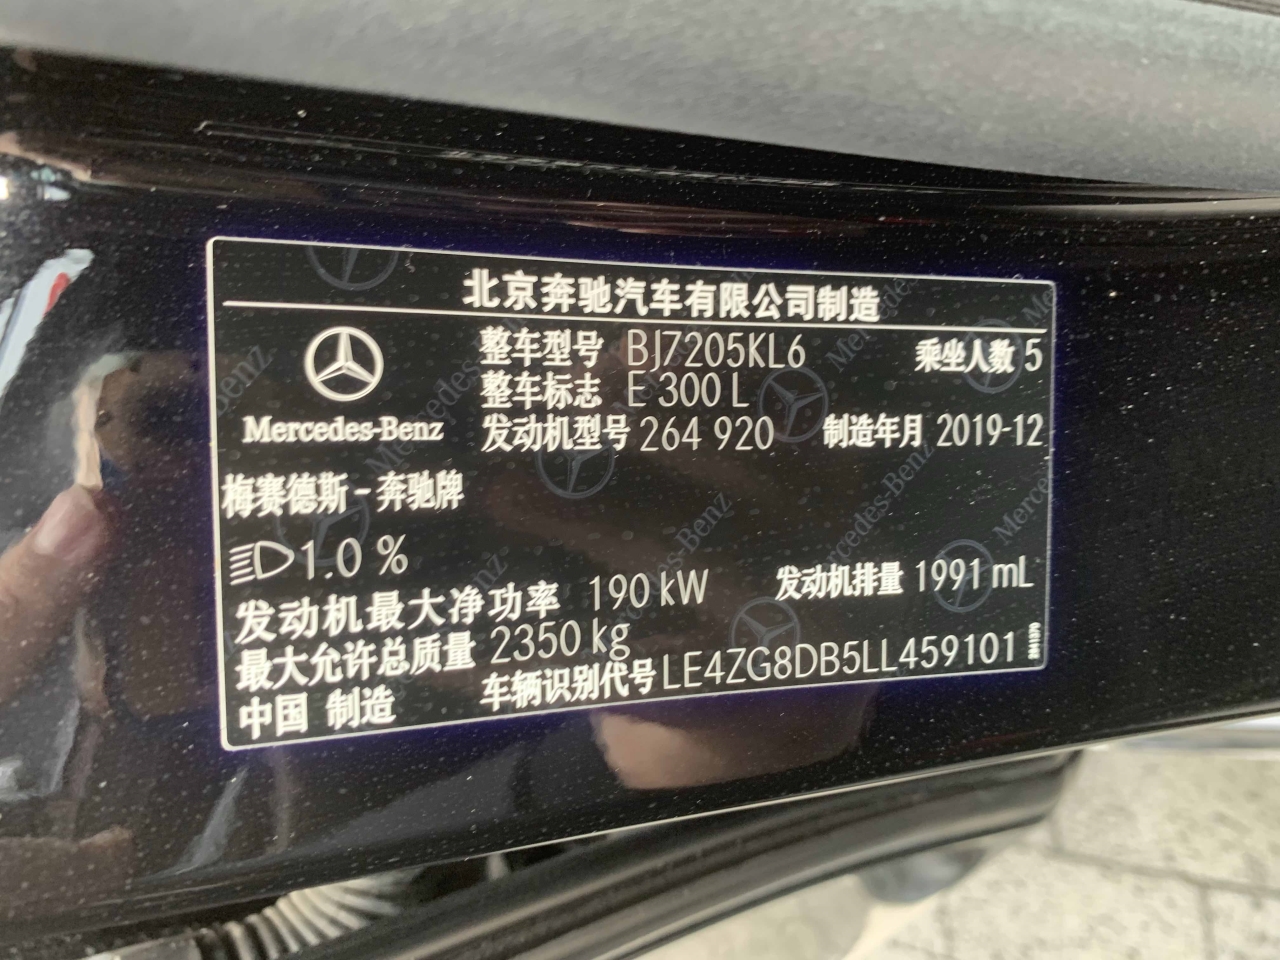 北京奔驰汽车有限公司制造
整车型号 BJ7205KL6 乘坐人数 5
整车标志 E 300 L
Mercedes-Benz
发动机型号 264 920 制造年月 2019-12
梅赛德斯-奔驰牌
1.0 %
发动机最大净功率 190 kW 发动机排量 1991 mL
最大允许总质量 2350 kg
中国 制造 车辆识别代号 LE4ZG8DB5LL459101